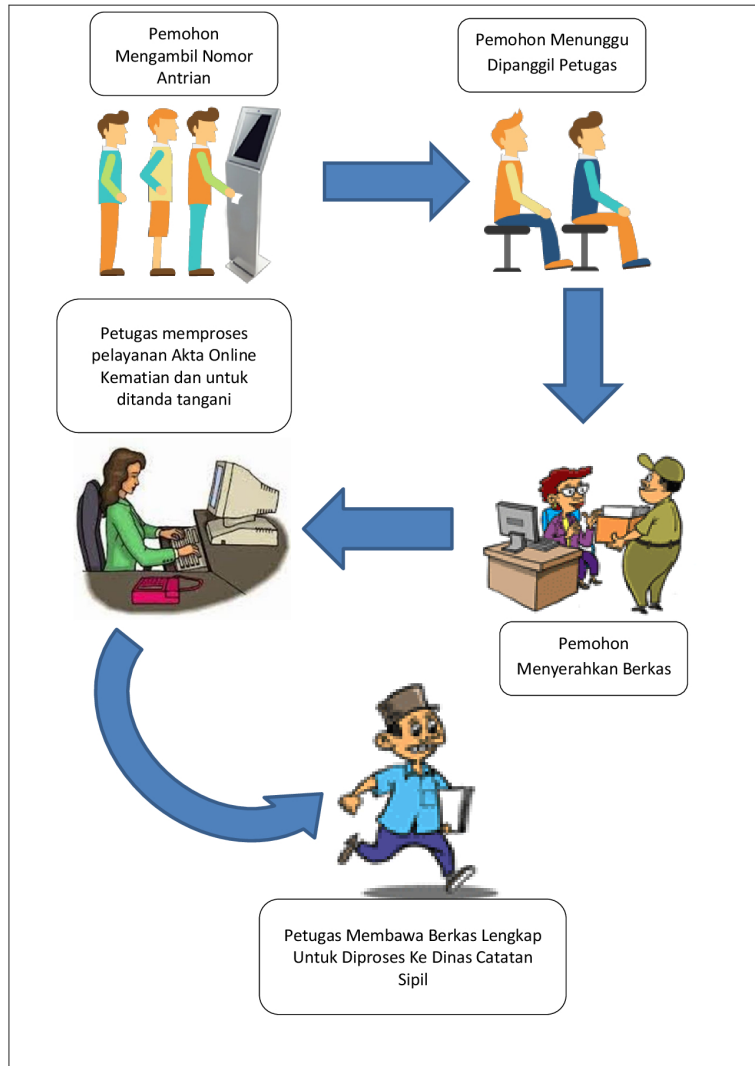 Pemohon
Mengambil Nomor
Antrian
Pemohon Menunggu
Dipanggil Petugas
Pemohon
Menyerahkan Berkas
Petugas memproses
pelayanan Akta Online
Kematian dan untuk
ditanda tangani
Petugas Membawa Berkas Lengkap
Untuk Diproses Ke Dinas Catatan
Sipil